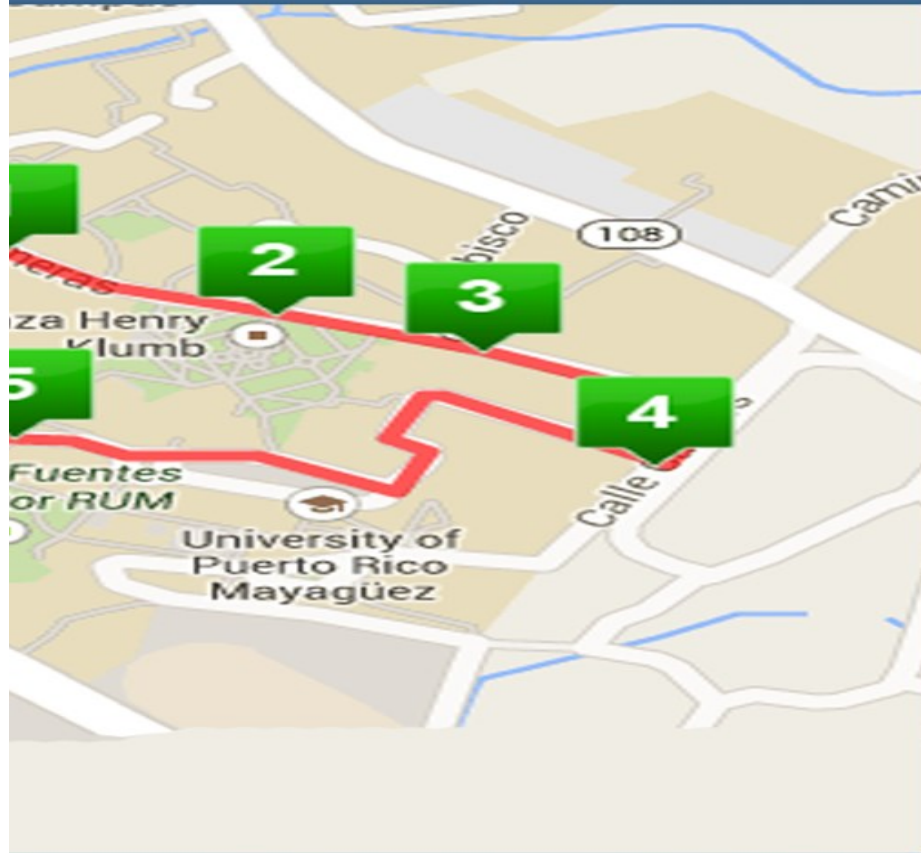 2
bisco
108
Cami
3
neras
za Henry
Klumb
5
4
s
Fuentes
or RUM
Calle
University of
Puerto Rico
Mayagüez